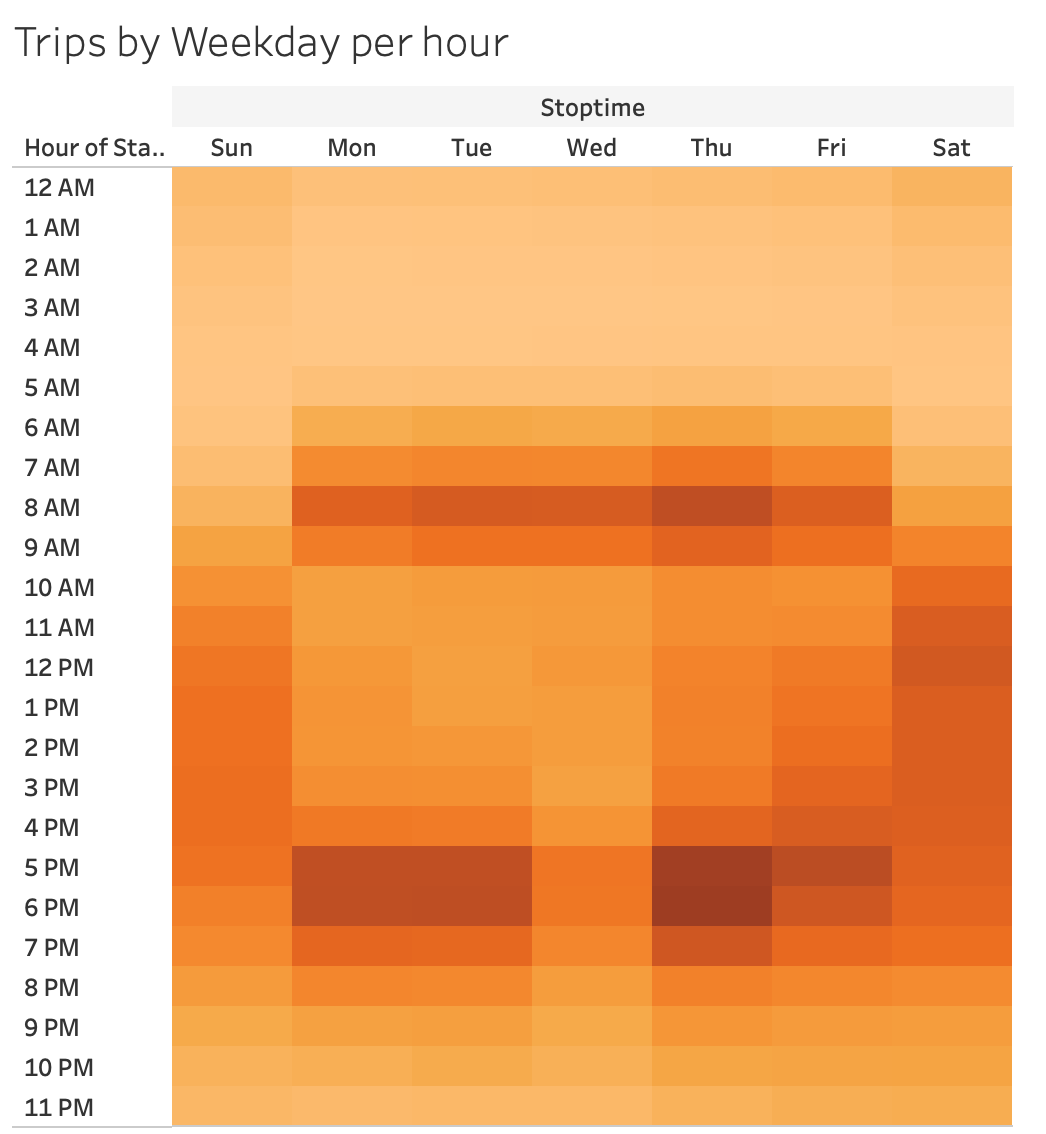 Trips by Weekday per hour
Stoptime
Hour of Sta.. Sun Mon Tue Wed Thu Fri Sat
12 AM
1 AM
2 AM
3 AM
4 AM
5 AM
6 AM
7 AM
8 AM
9 AM
10 AM
11 AM
12 PM
1 PM
2 PM
3 PM
4 PM
5 PM
6 PM
7 PM
8 PM
9 PM
10 PM
11 PM